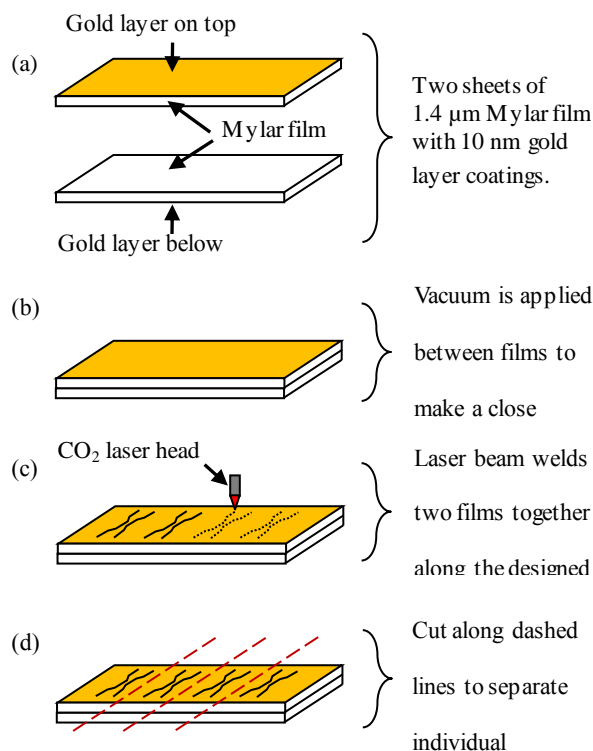 Gold layer on top
(a)
Mylar film
Gold layer below
Two sheets of
1.4 µm Mylar film
with 10 nm gold
layer coatings.
(b)
Vacuum is applied
between films to
make a close
(c)
CO₂ laser head
Laser beam welds
two films together
along the designed
(d)
Cut along dashed
lines to separate
individual